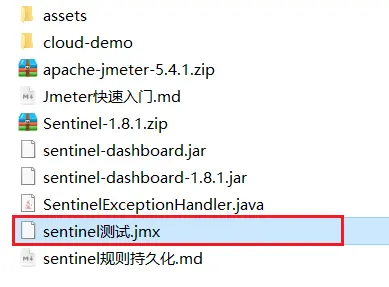 assets
cloud-demo
apache-jmeter-5.4.1.zip
Jmeter快速入门.md
Sentinel-1.8.1.zip
sentinel-dashboard.jar
sentinel-dashboard-1.8.1.jar
SentinelExceptionHandler.java
sentinel测试.jmx
sentinel规则持久化.md